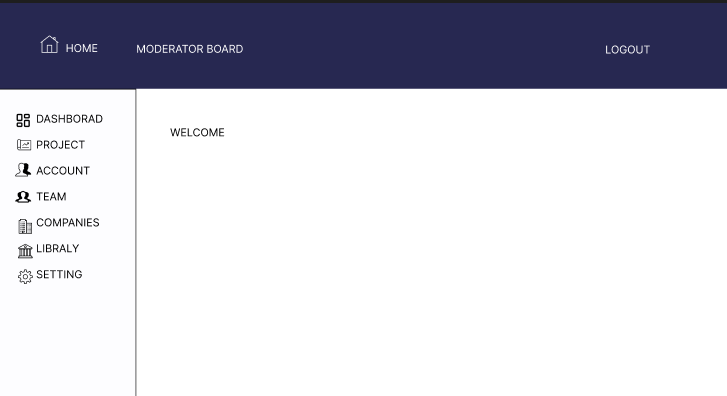 HOME
MODERATOR BOARD
LOGOUT
DASHBORAD
PROJECT
ACCOUNT
TEAM
COMPANIES
LIBRALY
SETTING
WELCOME